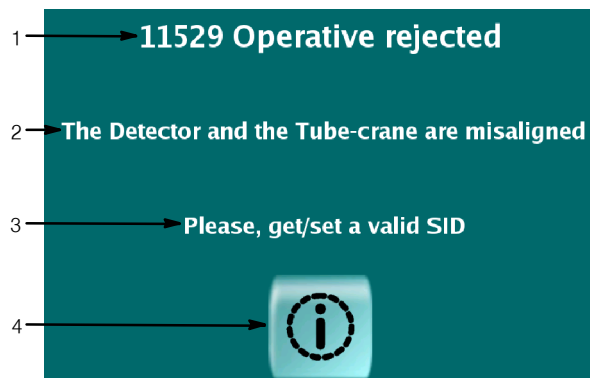 1 11529 Operative rejected
2 The Detector and the Tube-crane are misaligned
3 Please, get/set a valid SID
4 i